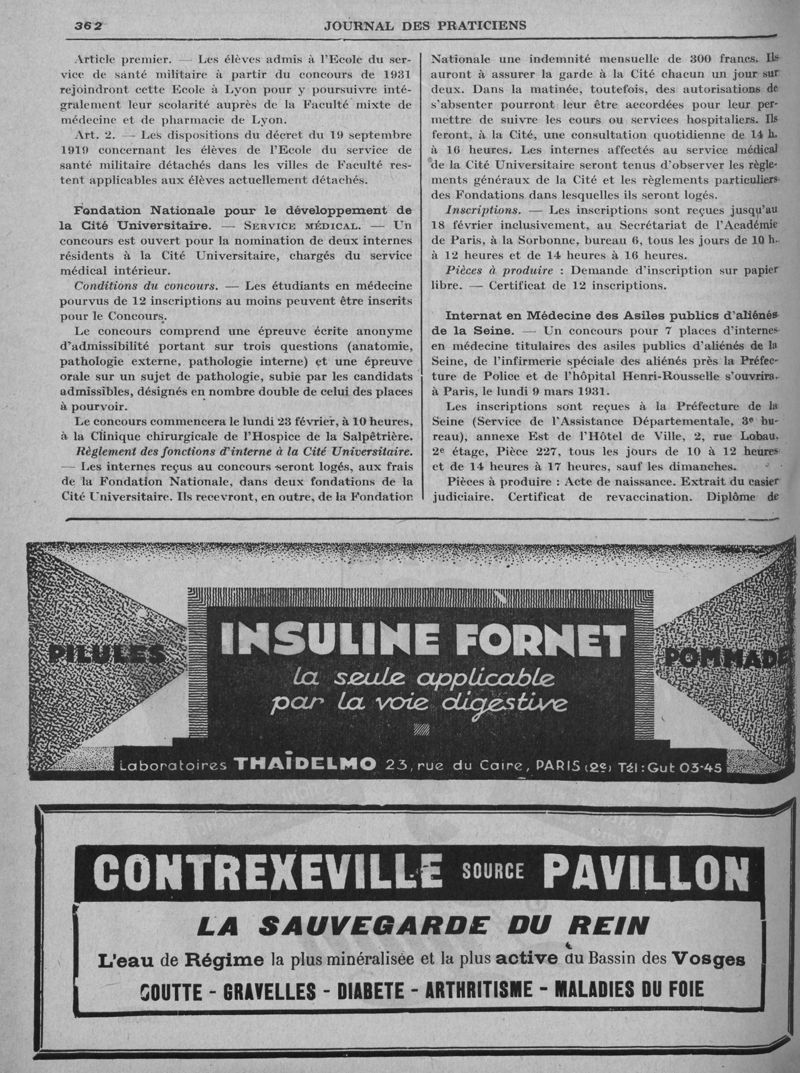 362
JOURNAL DES PRATICIENS
Article premier. — Les élèves admis à l'Ecole du ser-
vice de santé militaire à partir du concours de 1931
rejoindront cette Ecole à Lyon pour y poursuivre inté-
gralement leur scolarité auprès de la Faculté mixte de
médecine et de pharmacie de Lyon.
Art. 2. — Les dispositions du décret du 19 septembre
1919 concernant les élèves de l'Ecole du Service de
santé militaire détachés dans les villes de Faculté res-
tent applicables aux élèves actuellement détachés.
Fondation Nationale pour le développement de
la Cité Universitaire. — SERVICE MÉDICAL. — Un
concours est ouvert pour la nomination de deux internes
résidents à la Cité Universitaire, chargés du service
médical intérieur.
Conditions du concours. — Les étudiants en médecine
pourvus de 12 inscriptions au moins peuvent être inscrits
pour le Concours.
Le concours comprend une épreuve écrite anonyme
d'admissibilité portant sur trois questions (anatomie,
pathologie externe, pathologie interne) et une épreuve
orale sur un sujet de pathologie, subie par les candidats
admissibles, désignés en nombre double de celui des places
à pourvoir.
Le concours commencera le lundi 23 février, à 10 heures,
à la Clinique chirurgicale de l'Hospice de la Salpêtrière.
Règlement des fonctions d'interne à la Cité Universitaire.
— Les internes reçus au concours seront logés, aux frais
de la Fondation Nationale, dans deux fondations de la
Cité Universitaire. Ils recevront, en outre, de la Fondation
Nationale une indemnité mensuelle de 300 francs. Ils
auront à assurer la garde à la Cité chacun un jour sur
deux. Dans la matinée, toutefois, des autorisations de
s'absenter pourront leur être accordées pour leur per-
mettre de suivre les cours ou services hospitaliers. Ils
feront, à la Cité, une consultation quotidienne de 14 h.
à 16 heures. Les internes affectés au service médical
de la Cité Universitaire seront tenus d'observer les règle-
ments généraux de la Cité et les règlements particuliers
des Fondations dans lesquelles ils seront logés.
Inscriptions. — Les inscriptions sont reçues jusqu'au
18 février inclusivement, au Secrétariat de l'Académie
de Paris, à la Sorbonne, bureau 6, tous les jours de 10 h.
à 12 heures et de 14 heures à 16 heures.
Pièces à produire : Demande d'inscription sur papier
libre. — Certificat de 12 inscriptions.
Internat en Médecine des Asiles publics d'aliénés
de la Seine. — Un concours pour 7 places d'internes
en médecine titulaires des asiles publics d'aliénés de la
Seine, de l'infirmerie spéciale des aliénés près la Préfec-
ture de Police et de l'hôpital Henri-Rousselle s'ouvrira,
à Paris, le lundi 9 mars 1931.
Les inscriptions sont reçues à la Préfecture de la
Seine (Service de l'Assistance Départementale, 3e bu-
reau), annexe Est de l'Hôtel de Ville, 2, rue Lobau,
2e étage, Pièce 227, tous les jours de 10 à 12 heures
et de 14 heures à 17 heures, sauf les dimanches.
Pièces à produire : Acte de naissance. Extrait du casier
judiciaire. Certificat de revaccination. Diplôme de
PILULES
INSULINE FORNET
la seule applicable
par la voie digestive
POMMADE
Laboratoires THAÏDELMO 23, rue du Caire, PARIS (2e) Tél : Gut 03-45
CONTREXEVILLE SOURCE PAVILLON
LA SAUVEGARDE DU REIN
L'eau de Régime la plus minéralisée et la plus active du Bassin des Vosges
GOUTTE - GRAVELLES - DIABETE - ARTHRITISME - MALADIES DU FOIE